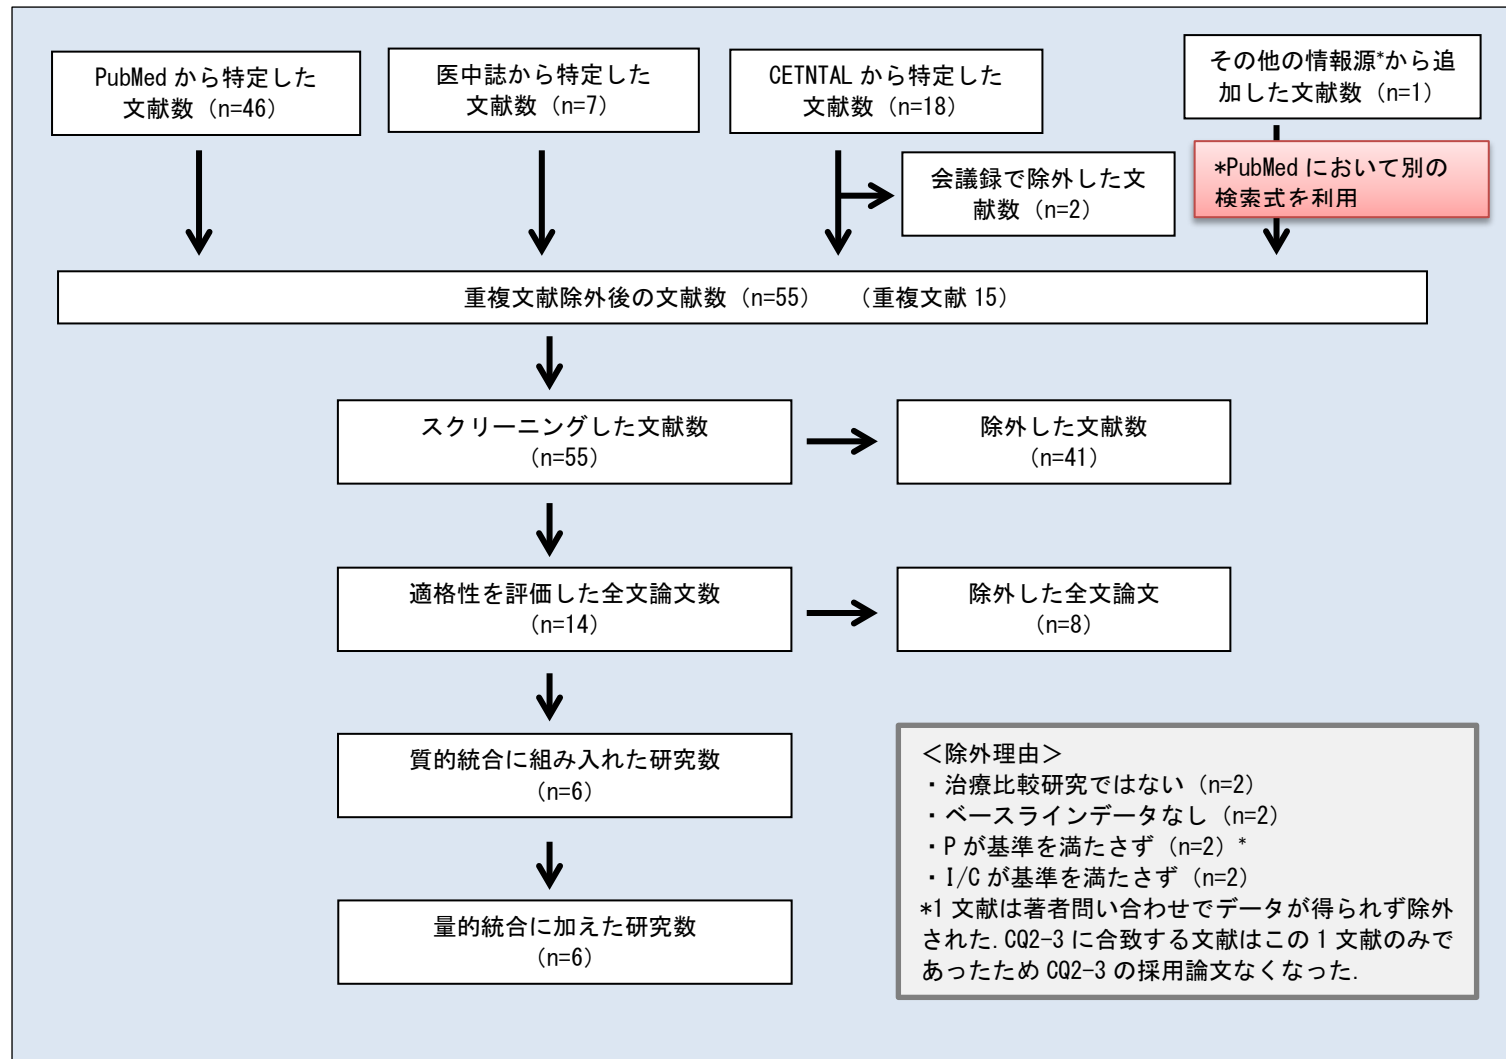 PubMed から特定した
文献数（n=46）
医中誌から特定した
文献数（n=7）
CETNTAL から特定した
文献数（n=18）
その他の情報源*から追
加した文献数（n=1）
会議録で除外した文
献数（n=2）
*PubMed において別の
検索式を利用
重複文献除外後の文献数（n=55）　（重複文献 15）
スクリーニングした文献数
（n=55）
除外した文献数
（n=41）
適格性を評価した全文論文数
（n=14）
除外した全文論文
（n=8）
質的統合に組み入れた研究数
（n=6）
量的統合に加えた研究数
（n=6）
＜除外理由＞
・治療比較研究ではない（n=2）
・ベースラインデータなし（n=2）
・P が基準を満たさず（n=2）*
・I/C が基準を満たさず（n=2）
*1 文献は著者問い合わせでデータが得られず除外
された. CQ2-3 に合致する文献はこの 1 文献のみで
あったため CQ2-3 の採用論文なくなった.